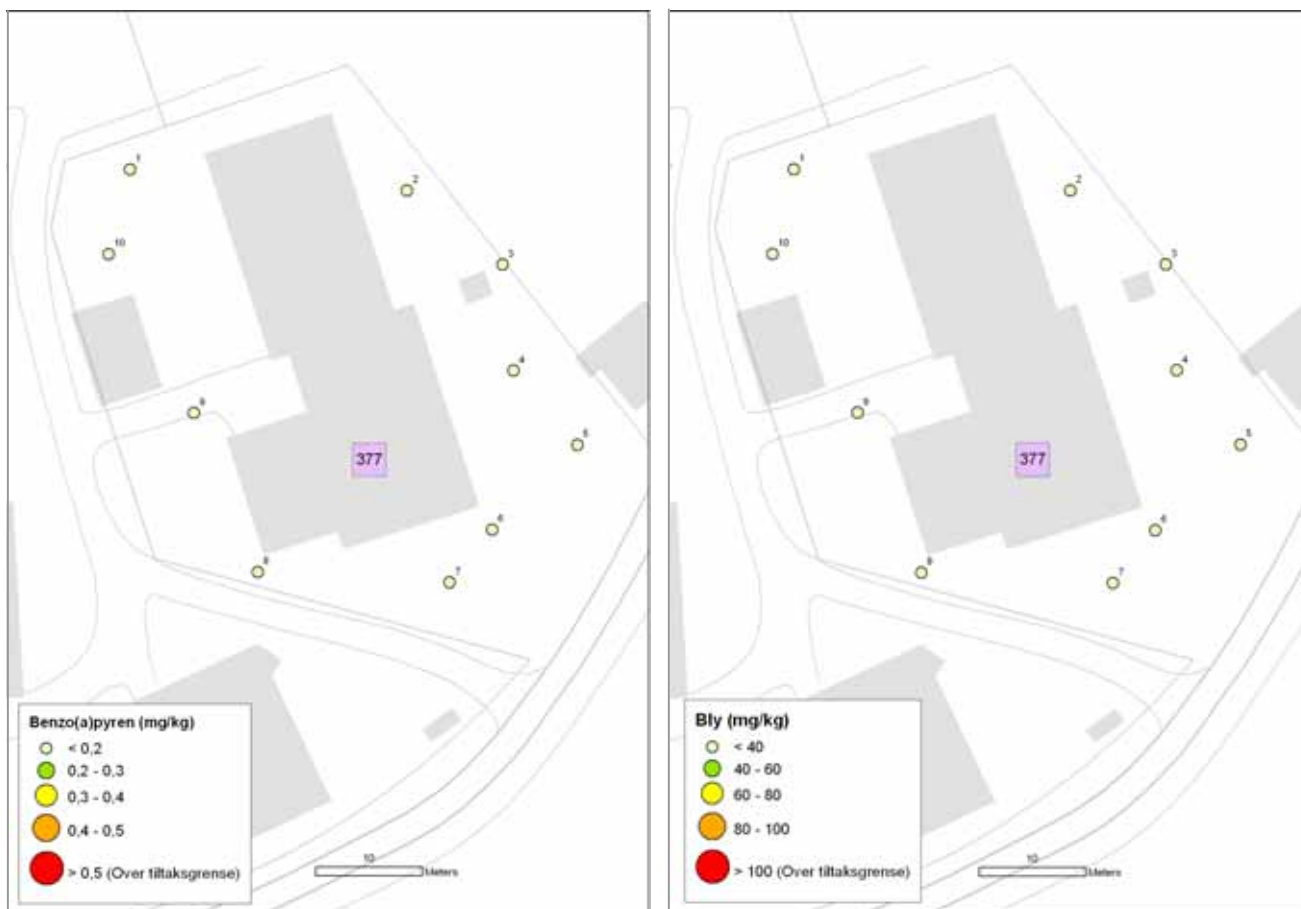 1
2
10
3
4
9
5
377
6
8
7
Benzo(a)pyren (mg/kg)
< 0,2
0,2 - 0,3
0,3 - 0,4
0,4 - 0,5
> 0,5 (Over tiltaksgrense)
10
Meters
1
2
10
3
4
9
5
377
6
8
7
Bly (mg/kg)
< 40
40 - 60
60 - 80
80 - 100
> 100 (Over tiltaksgrense)
10
Meters